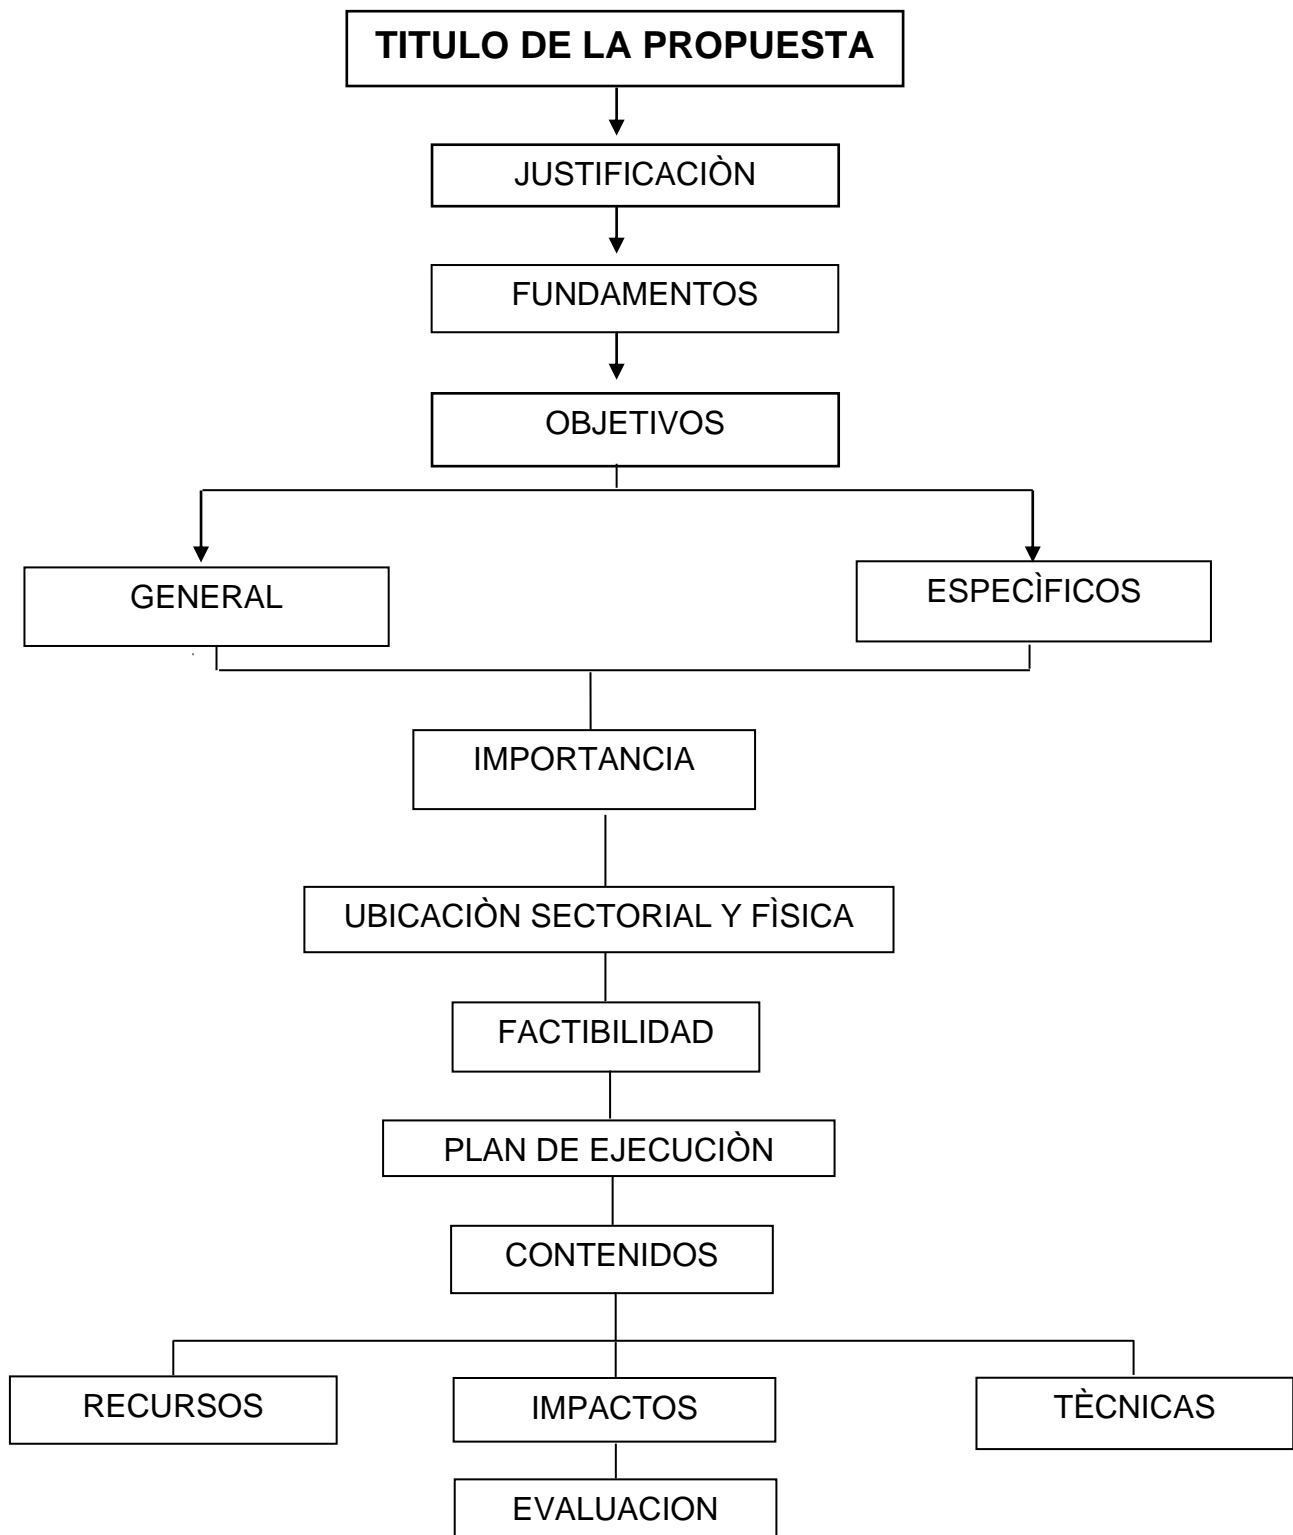 TITULO DE LA PROPUESTA
JUSTIFICACIÒN
FUNDAMENTOS
OBJETIVOS
GENERAL
ESPECÌFICOS
IMPORTANCIA
UBICACIÒN SECTORIAL Y FÌSICA
FACTIBILIDAD
PLAN DE EJECUCIÒN
CONTENIDOS
RECURSOS
IMPACTOS
TÈCNICAS
EVALUACION